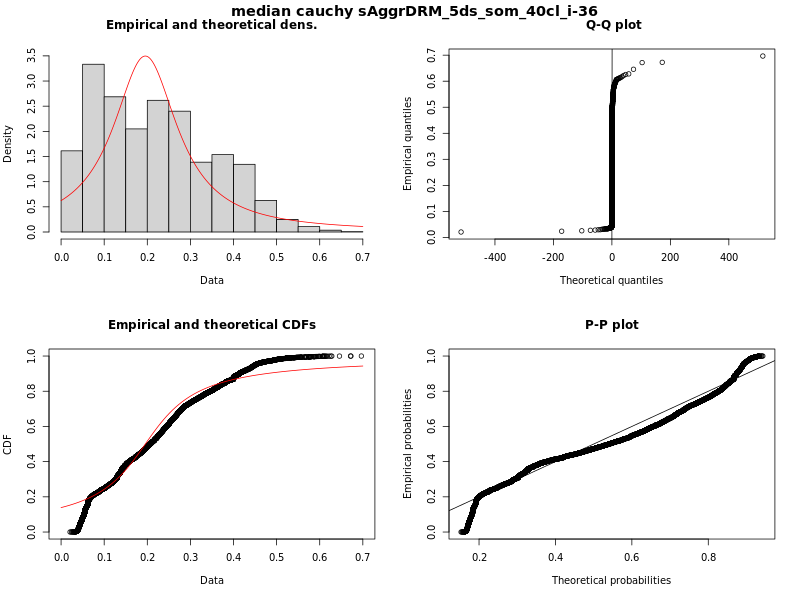 median cauchy sAggrDRM_5ds_som_40cl_i-36
Empirical and theoretical dens.
Density
0.0 0.5 1.0 1.5 2.0 2.5 3.0 3.5
0.0 0.1 0.2 0.3 0.4 0.5 0.6 0.7
Data
Q-Q plot
Empirical quantiles
0.0 0.1 0.2 0.3 0.4 0.5 0.6 0.7
-400 -200 0 200 400
Theoretical quantiles
Empirical and theoretical CDFs
CDF
0.0 0.2 0.4 0.6 0.8 1.0
0.0 0.1 0.2 0.3 0.4 0.5 0.6 0.7
Data
P-P plot
Empirical probabilities
0.0 0.2 0.4 0.6 0.8 1.0
0.2 0.4 0.6 0.8
Theoretical probabilities